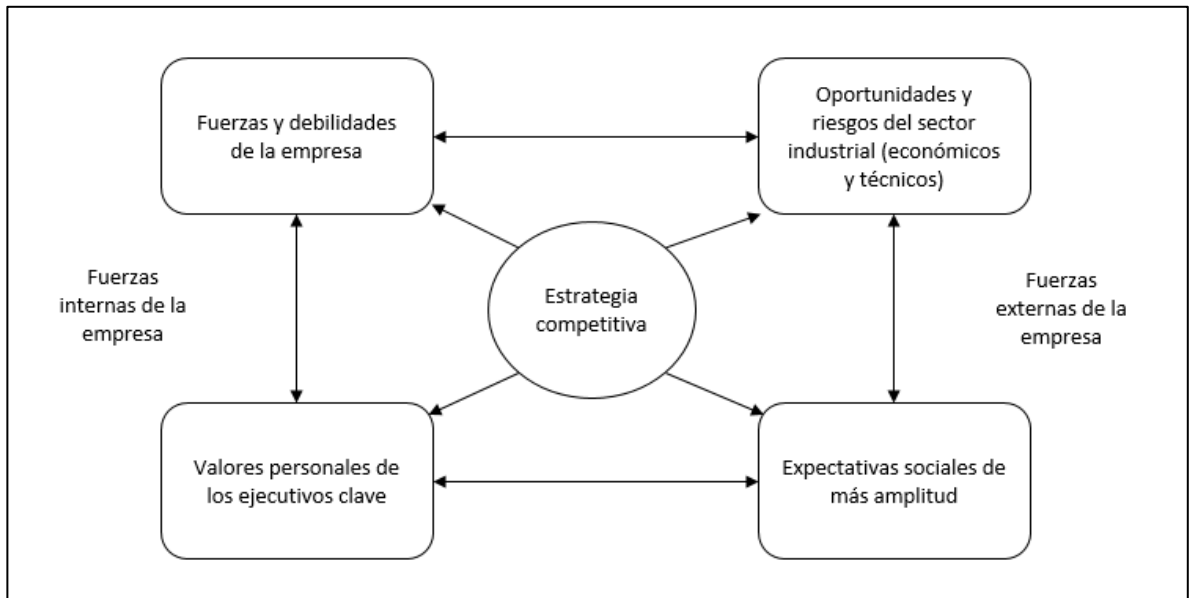 Fuerzas y debilidades
de la empresa
Oportunidades y
riesgos del sector
industrial (económicos
y técnicos)
Fuerzas
internas de la
empresa
Estrategia
competitiva
Fuerzas
externas de la
empresa
Valores personales de
los ejecutivos clave
Expectativas sociales de
más amplitud